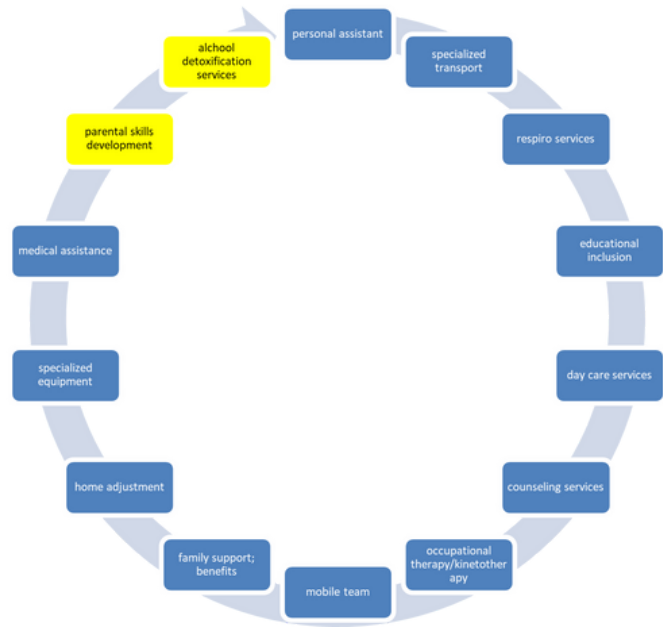 personal assistant
specialized
transport
respiro services
educational
inclusion
day care services
counseling services
occupational
therapy/kinetother
apy
mobile team
family support;
benefits
home adjustment
specialized
equipment
medical assistance
parental skills
development
alchool
detoxification
services